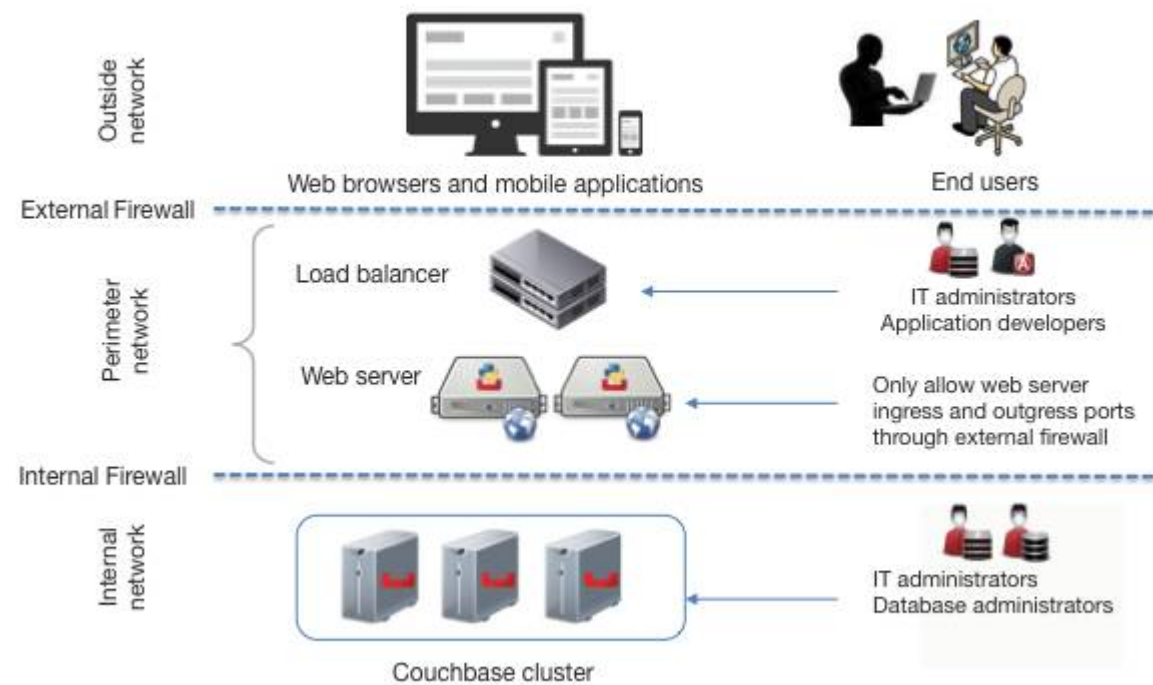 Outside
network
Web browsers and mobile applications
End users
External Firewall
Perimeter
network
Load balancer
IT administrators
Application developers
Web server
Only allow web server
ingress and outgress ports
through external firewall
Internal Firewall
Internal
network
IT administrators
Database administrators
Couchbase cluster